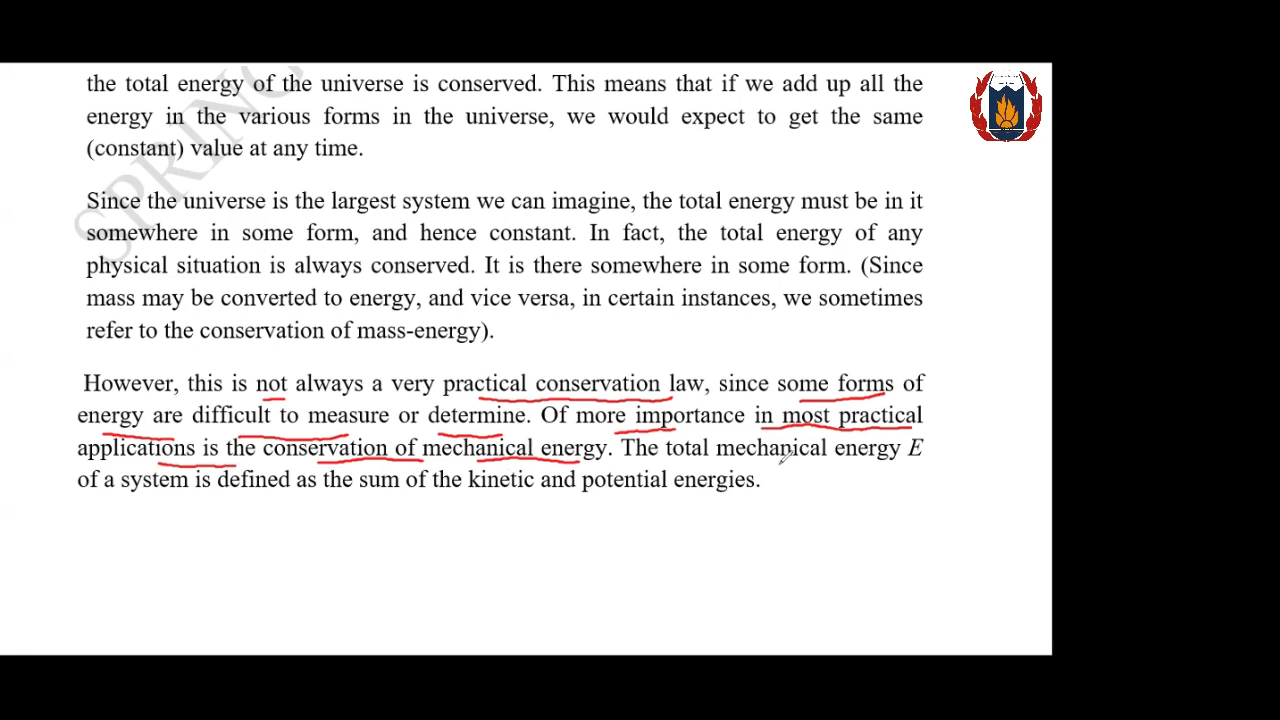 the total energy of the universe is conserved. This means that if we add up all the
energy in the various forms in the universe, we would expect to get the same
(constant) value at any time.
Since the universe is the largest system we can imagine, the total energy must be in it
somewhere in some form, and hence constant. In fact, the total energy of any
physical situation is always conserved. It is there somewhere in some form. (Since
mass may be converted to energy, and vice versa, in certain instances, we sometimes
refer to the conservation of mass-energy).
However, this is not always a very practical conservation law, since some forms of
energy are difficult to measure or determine. Of more importance in most practical
applications is the conservation of mechanical energy. The total mechanical energy E
of a system is defined as the sum of the kinetic and potential energies.
SPRING